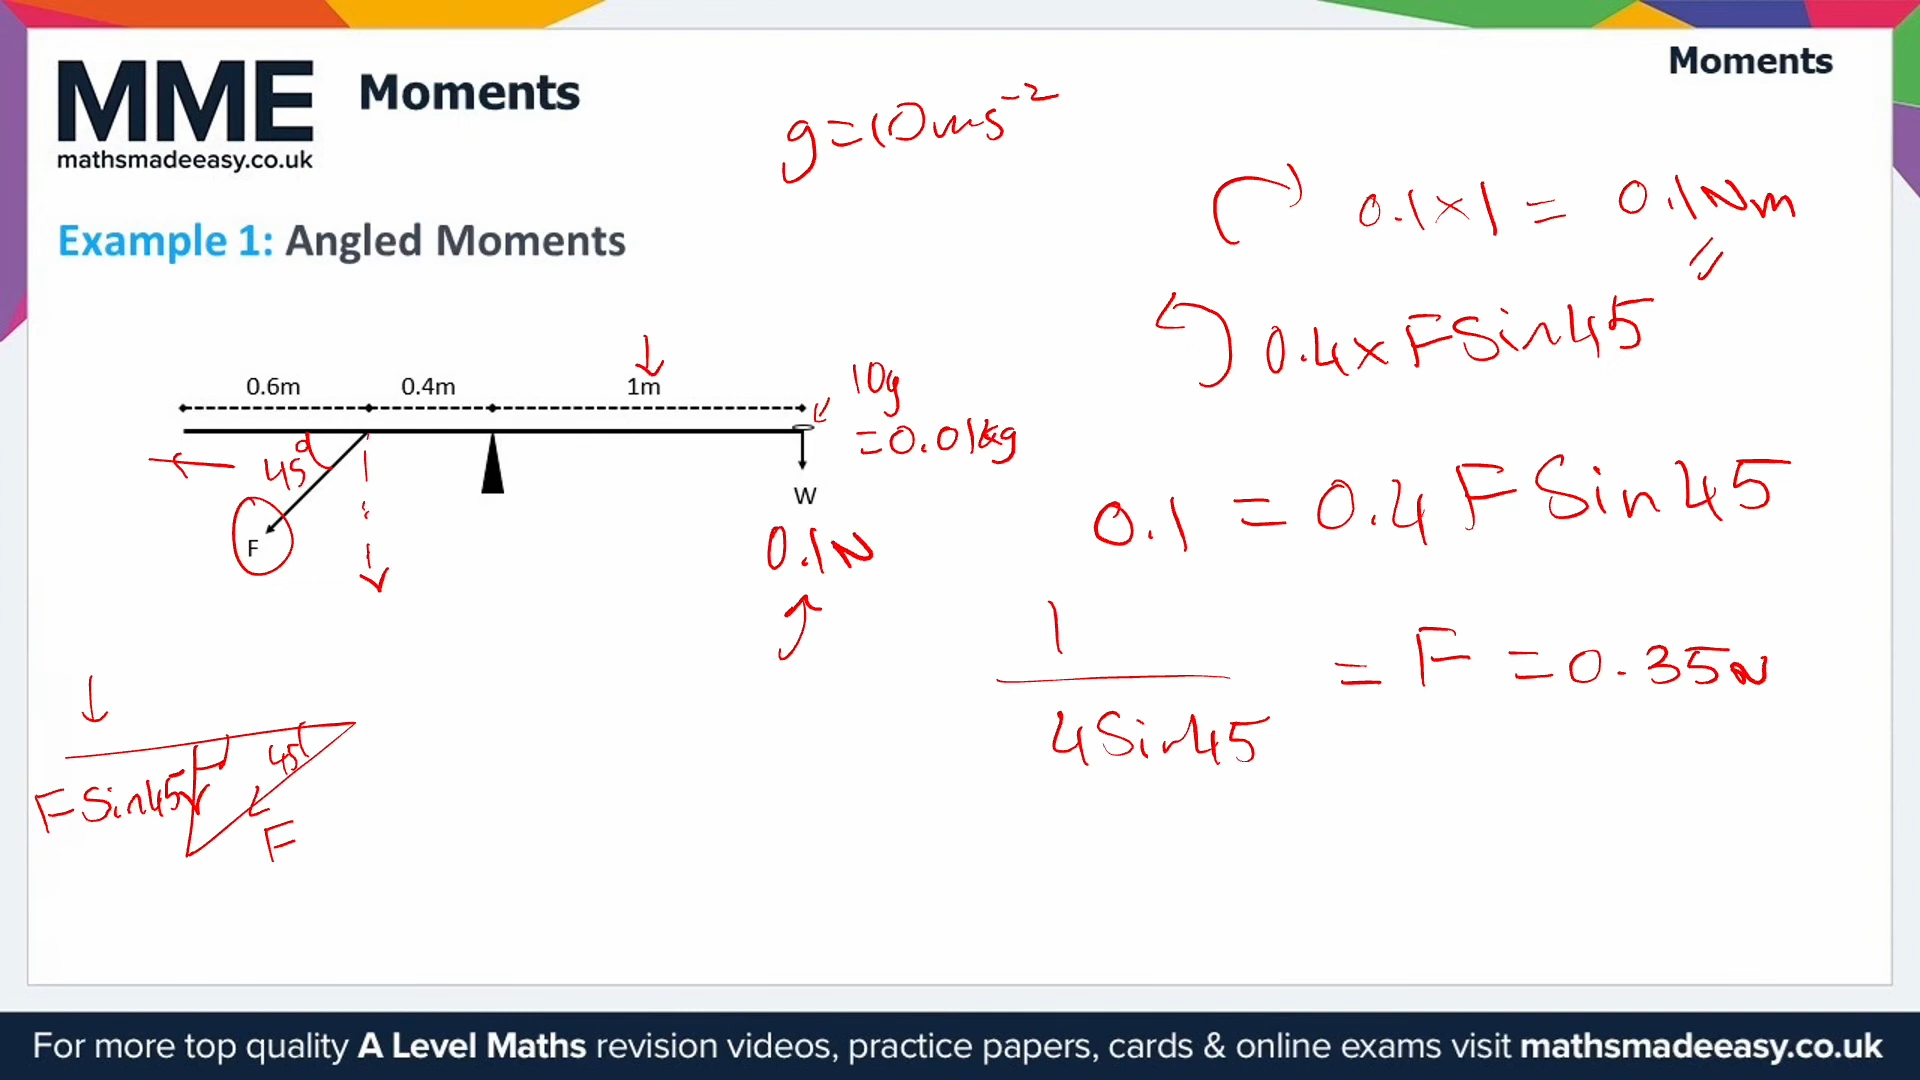 MME
mathsmadeeasy.co.uk
Moments
Moments
g=10ms⁻²
0.1×1 = 0.1Nm
Example 1: Angled Moments
0.4×FSin45
0.6m 0.4m 1m
10g
=0.01kg
45
F
W
0.1N
0.1 = 0.4FSin45
1
4Sin45
= F =0.35N
45
FSin45
F
For more top quality A Level Maths revision videos, practice papers, cards & online exams visit mathsmadeeasy.co.uk